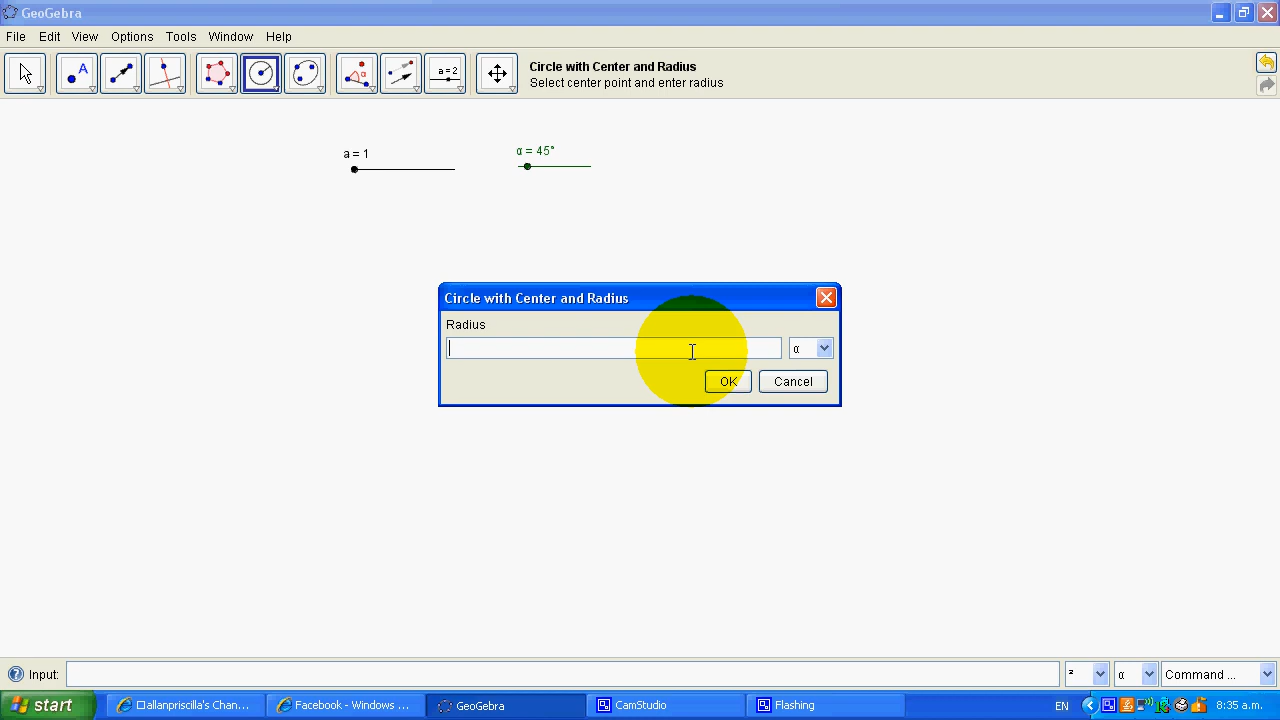 GeoGebra
File Edit View Options Tools Window Help
A
α
a = 2
Circle with Center and Radius
Select center point and enter radius
a = 1
α = 45°
Circle with Center and Radius
Radius
α
OK Cancel
Input:
² α Command ...
start
allanpriscilla's Chan...
Facebook - Windows ...
GeoGebra
CamStudio
Flashing
EN
8:35 a.m.